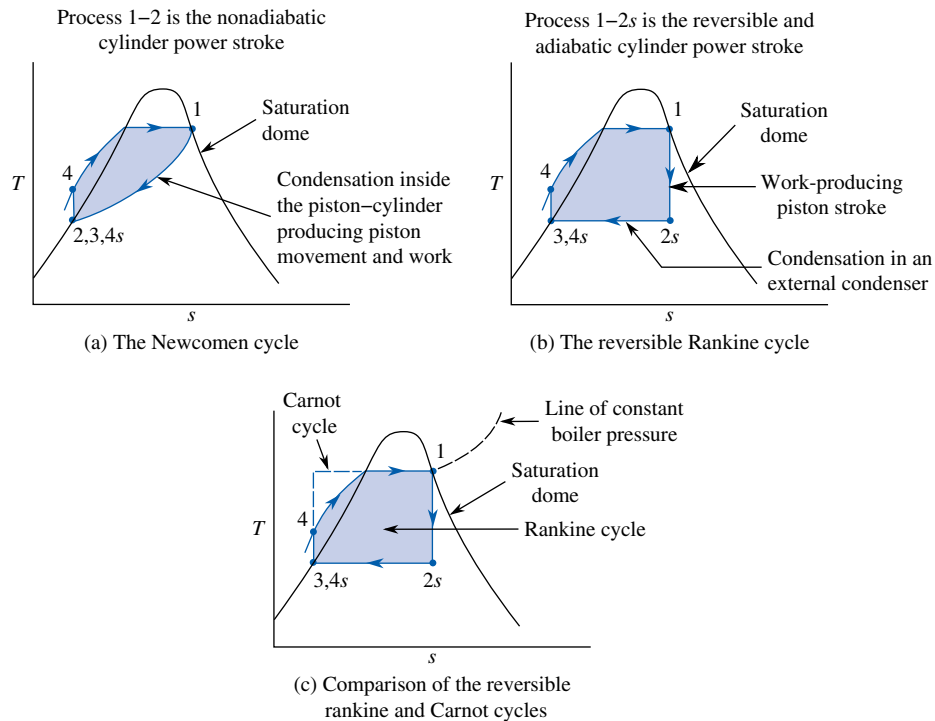 Process 1–2 is the nonadiabatic
cylinder power stroke
1
Saturation
dome
4
T
Condensation inside
the piston–cylinder
producing piston
movement and work
2,3,4s
s
(a) The Newcomen cycle
Process 1–2s is the reversible and
adiabatic cylinder power stroke
1
Saturation
dome
4
T
Work-producing
piston stroke
3,4s
2s
Condensation in an
external condenser
s
(b) The reversible Rankine cycle
Carnot
cycle
Line of constant
boiler pressure
1
Saturation
dome
4
T
Rankine cycle
3,4s
2s
s
(c) Comparison of the reversible
rankine and Carnot cycles